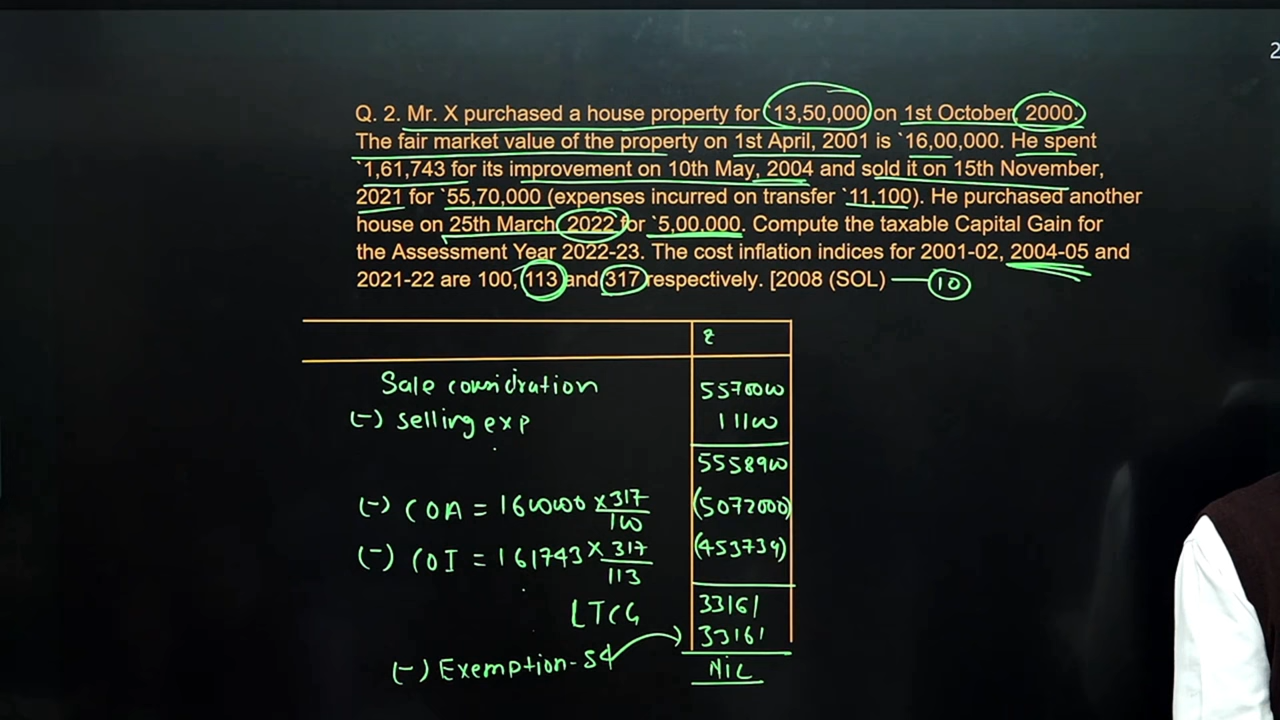 2
Q. 2. Mr. X purchased a house property for `13,50,000 on 1st October, 2000.
The fair market value of the property on 1st April, 2001 is `16,00,000. He spent
`1,61,743 for its improvement on 10th May, 2004 and sold it on 15th November,
2021 for `55,70,000 (expenses incurred on transfer `11,100). He purchased another
house on 25th March, 2022 for `5,00,000. Compute the taxable Capital Gain for
the Assessment Year 2022-23. The cost inflation indices for 2001-02, 2004-05 and
2021-22 are 100, 113 and 317 respectively. [2008 (SOL) — 10
₹
Sale considration 5570000
(-) Selling exp 11100
5558900
(-) COA = 1600000 × 317/100 (5072000)
(-) COI = 161743 × 317/113 (453739)
LTCG 33161
(-) Exemption-54 33161
NIL